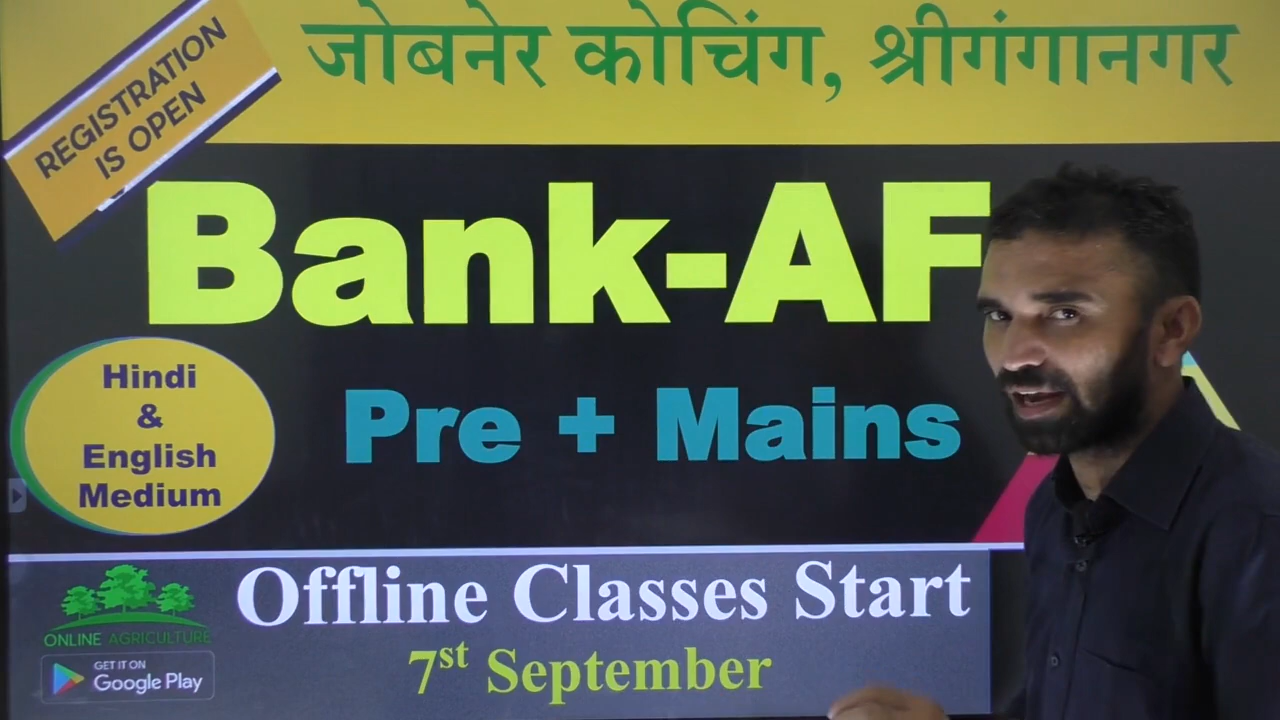 REGISTRATION
IS OPEN
जोबनेर कोचिंग, श्रीगंगानगर
Bank-AF
Pre + Mains
Hindi
&
English
Medium
Offline Classes Start
7st September
ONLINE AGRICULTURE
GET IT ON
Google Play